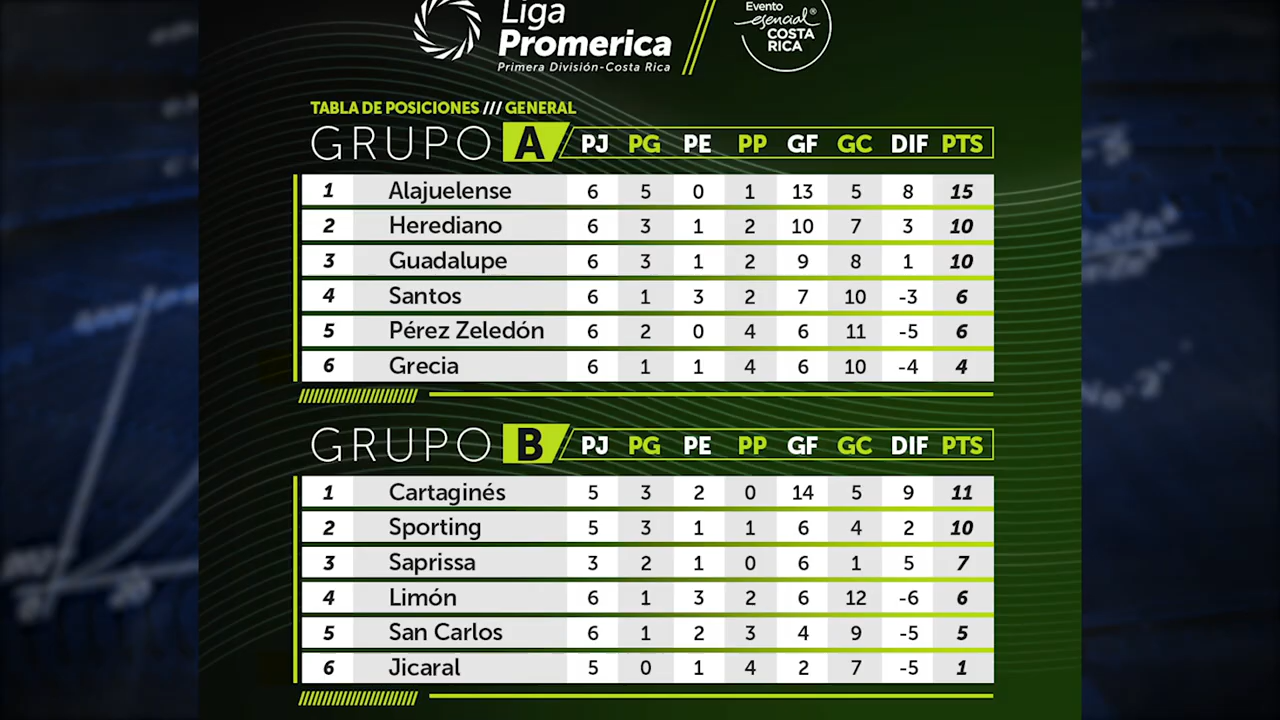 Liga
Promerica
Primera División-Costa Rica
Evento
esencial®
COSTA
RICA
TABLA DE POSICIONES /// GENERAL
GRUPO A PJ PG PE PP GF GC DIF PTS
1 Alajuelense 6 5 0 1 13 5 8 15
2 Herediano 6 3 1 2 10 7 3 10
3 Guadalupe 6 3 1 2 9 8 1 10
4 Santos 6 1 3 2 7 10 -3 6
5 Pérez Zeledón 6 2 0 4 6 11 -5 6
6 Grecia 6 1 1 4 6 10 -4 4
GRUPO B PJ PG PE PP GF GC DIF PTS
1 Cartaginés 5 3 2 0 14 5 9 11
2 Sporting 5 3 1 1 6 4 2 10
3 Saprissa 3 2 1 0 6 1 5 7
4 Limón 6 1 3 2 6 12 -6 6
5 San Carlos 6 1 2 3 4 9 -5 5
6 Jicaral 5 0 1 4 2 7 -5 1